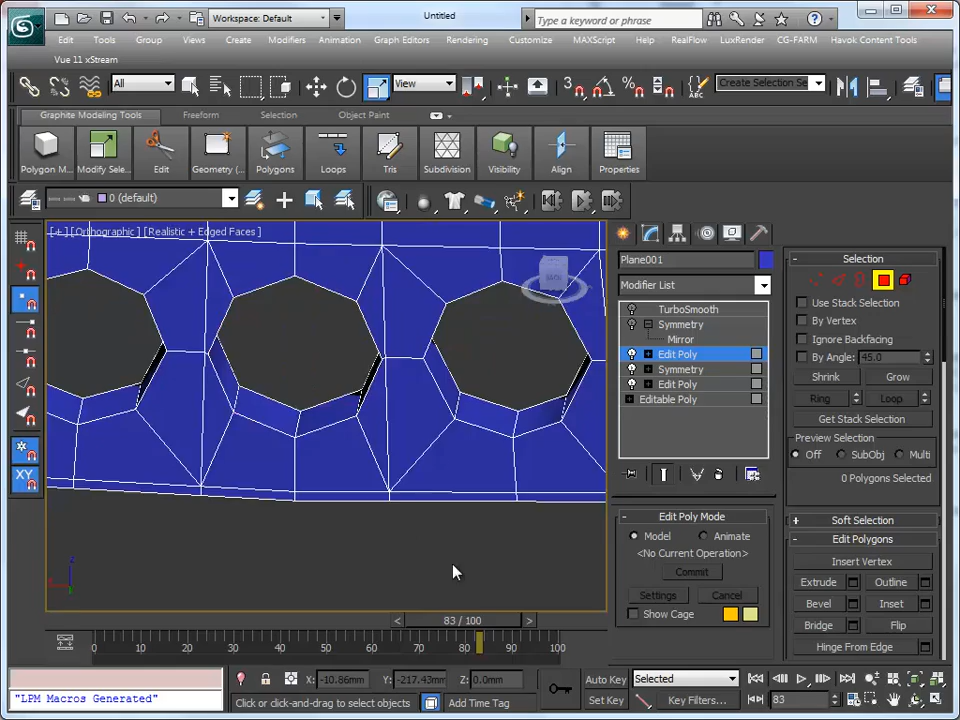 Workspace: Default
Untitled
Type a keyword or phrase
Edit Tools Group Views Create Modifiers Animation Graph Editors Rendering Customize MAXScript Help RealFlow LuxRender CG-FARM Havok Content Tools
Vue 11 xStream
All
View
3
Create Selection Se
Graphite Modeling Tools Freeform Selection Object Paint
Polygon M... Modify Sele... Edit Geometry ( Polygons Loops Tris Subdivision Visibility Align Properties
0 (default)
[+][Orthographic][Realistic + Edged Faces]
Plane001
Modifier List
TurboSmooth
Symmetry
Mirror
Edit Poly
Symmetry
Edit Poly
Editable Poly
Selection
Use Stack Selection
By Vertex
Ignore Backfacing
By Angle: 45.0
Shrink Grow
Ring Loop
Get Stack Selection
Preview Selection
Off SubObj Multi
0 Polygons Selected
Soft Selection
Edit Polygons
Insert Vertex
Extrude Outline
Bevel Inset
Bridge Flip
Hinge From Edge
Edit Poly Mode
Model Animate
<No Current Operation>
Commit
Settings Cancel
Show Cage
XY
z
< 83 / 100 >
0 10 20 30 40 50 60 70 80 90 100
X: -10.86mm Y: -217.43mm Z: 0.0mm
Auto Key Selected
"LPM Macros Generated"
Click or click-and-drag to select objects
Add Time Tag
Set Key Key Filters...
83